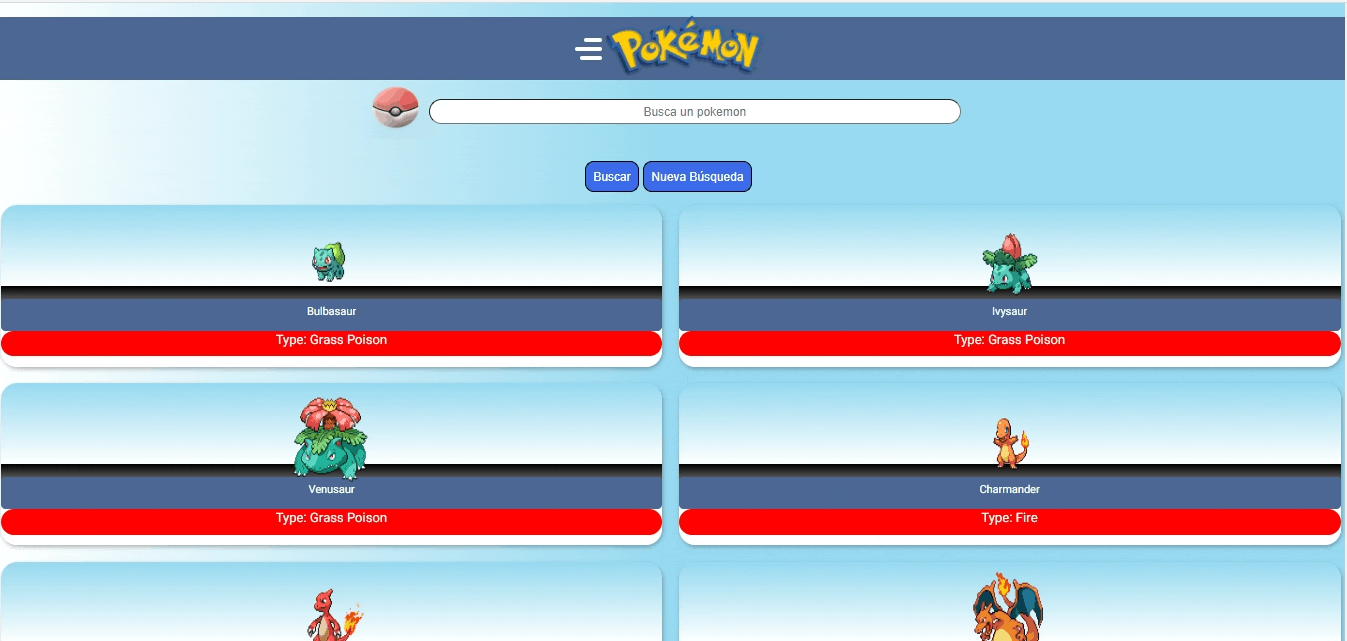 POKéMON
Busca un pokemon
Buscar Nueva Búsqueda
Bulbasaur Ivysaur
Type: Grass Poison Type: Grass Poison
Venusaur Charmander
Type: Grass Poison Type: Fire